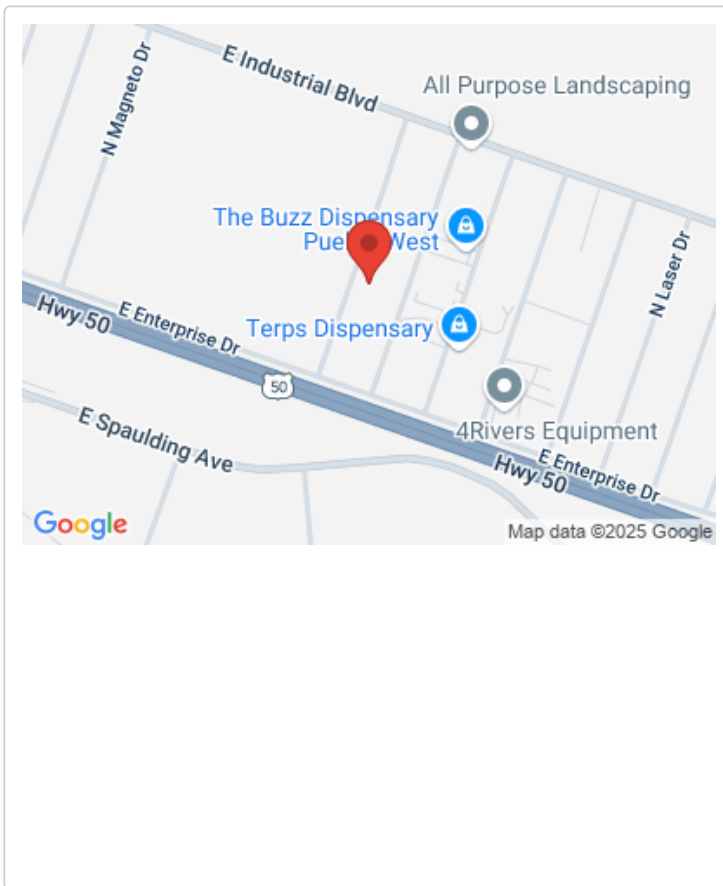 E Industrial Blvd
N Magneto Dr
All Purpose Landscaping
The Buzz Dispensary
Pue West
N Laser Dr
Hwy 50
E Enterprise Dr
Terps Dispensary
50
E Spaulding Ave
4Rivers Equipment
Hwy 50
E Enterprise Dr
Google
Map data ©2025 Google